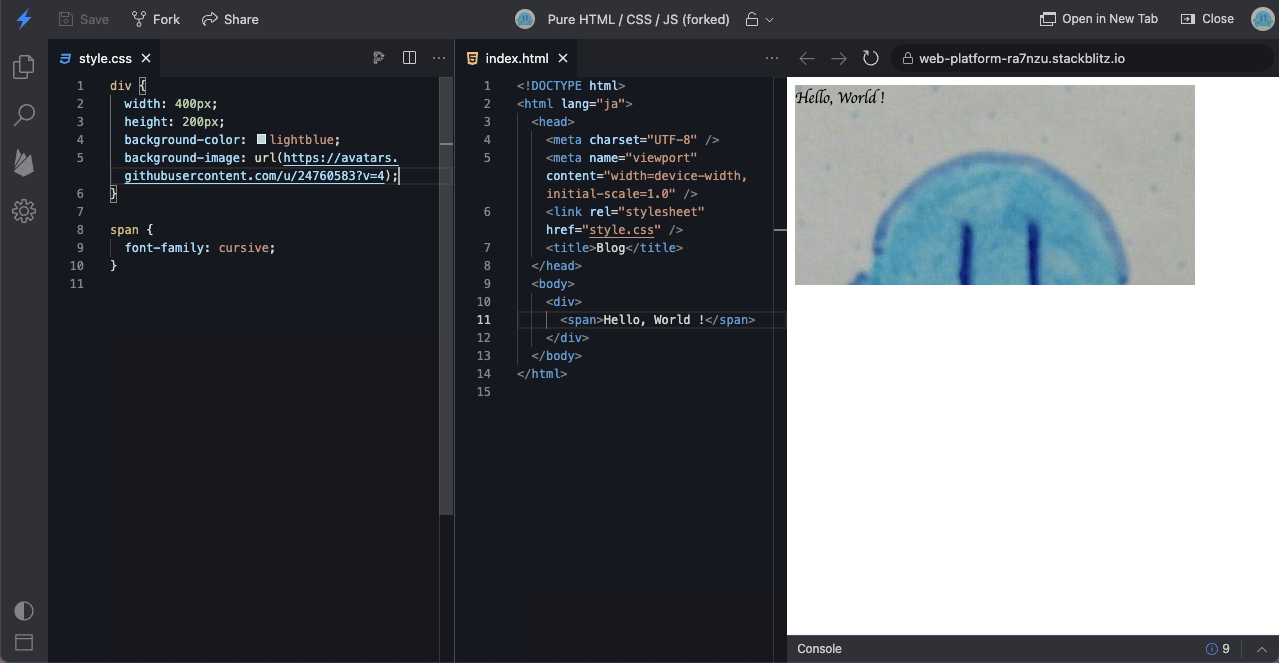 Save
Fork
Share
Pure HTML / CSS / JS (forked)
Open in New Tab
Close
style.css
1 div {
2 width: 400px;
3 height: 200px;
4 background-color: lightblue;
5 background-image: url(https://avatars.
githubusercontent.com/u/24760583?v=4);
6 }
7
8 span {
9 font-family: cursive;
10 }
11
index.html
1 <!DOCTYPE html>
2 <html lang="ja">
3 <head>
4 <meta charset="UTF-8" />
5 <meta name="viewport"
content="width=device-width,
initial-scale=1.0" />
6 <link rel="stylesheet"
href="style.css" />
7 <title>Blog</title>
8 </head>
9 <body>
10 <div>
11 <span>Hello, World !</span>
12 </div>
13 </body>
14 </html>
15
web-platform-ra7nzu.stackblitz.io
Hello, World !
Console
9